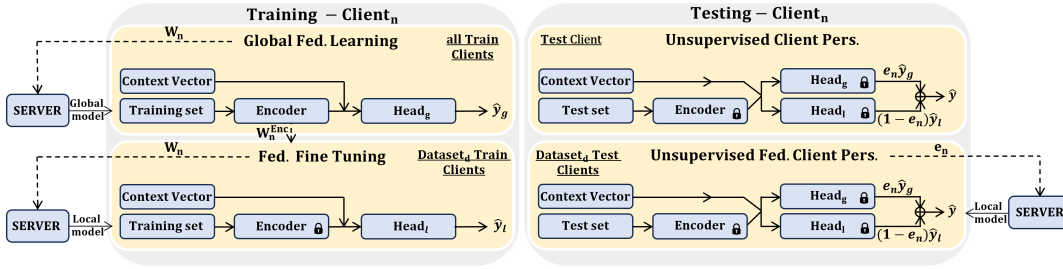 Training – Client_n
W_n
Global Fed. Learning
all Train
Clients
Context Vector
SERVER
Global
model
Training set
Encoder
Head_g
ŷ_g
W_n^Enc
W_n
Fed. Fine Tuning
Dataset_d Train
Clients
Context Vector
SERVER
Local
model
Training set
Encoder
Head_l
ŷ_l
Testing – Client_n
Test Client
Unsupervised Client Pers.
Context Vector
Test set
Encoder
Head_g
Head_l
e_n ŷ_g
(1 − e_n)ŷ_l
ŷ
Dataset_d Test
Clients
Unsupervised Fed. Client Pers.
e_n
Context Vector
Test set
Encoder
Head_g
Head_l
e_n ŷ_g
(1 − e_n)ŷ_l
ŷ
Local
model
SERVER